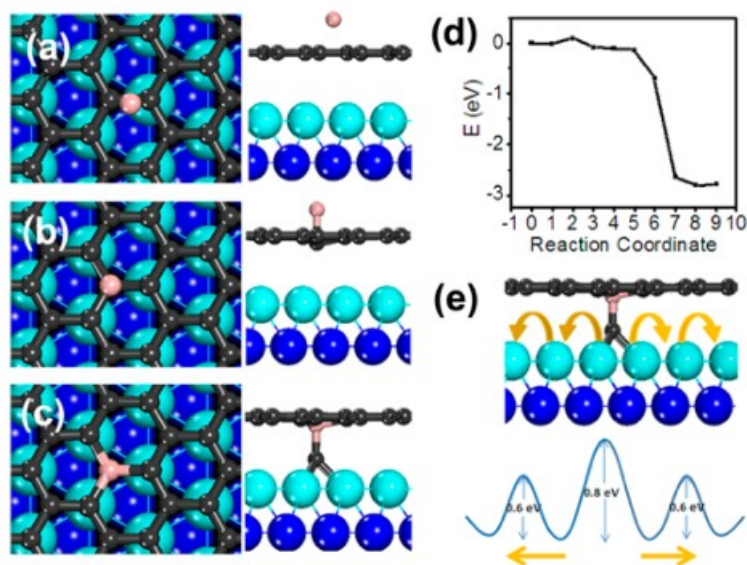 (a)
(b)
(c)
(d)
E (eV)
0
-1
-2
-3
-1 0 1 2 3 4 5 6 7 8 9 10
Reaction Coordinate
(e)
0.6 eV
0.8 eV
0.6 eV